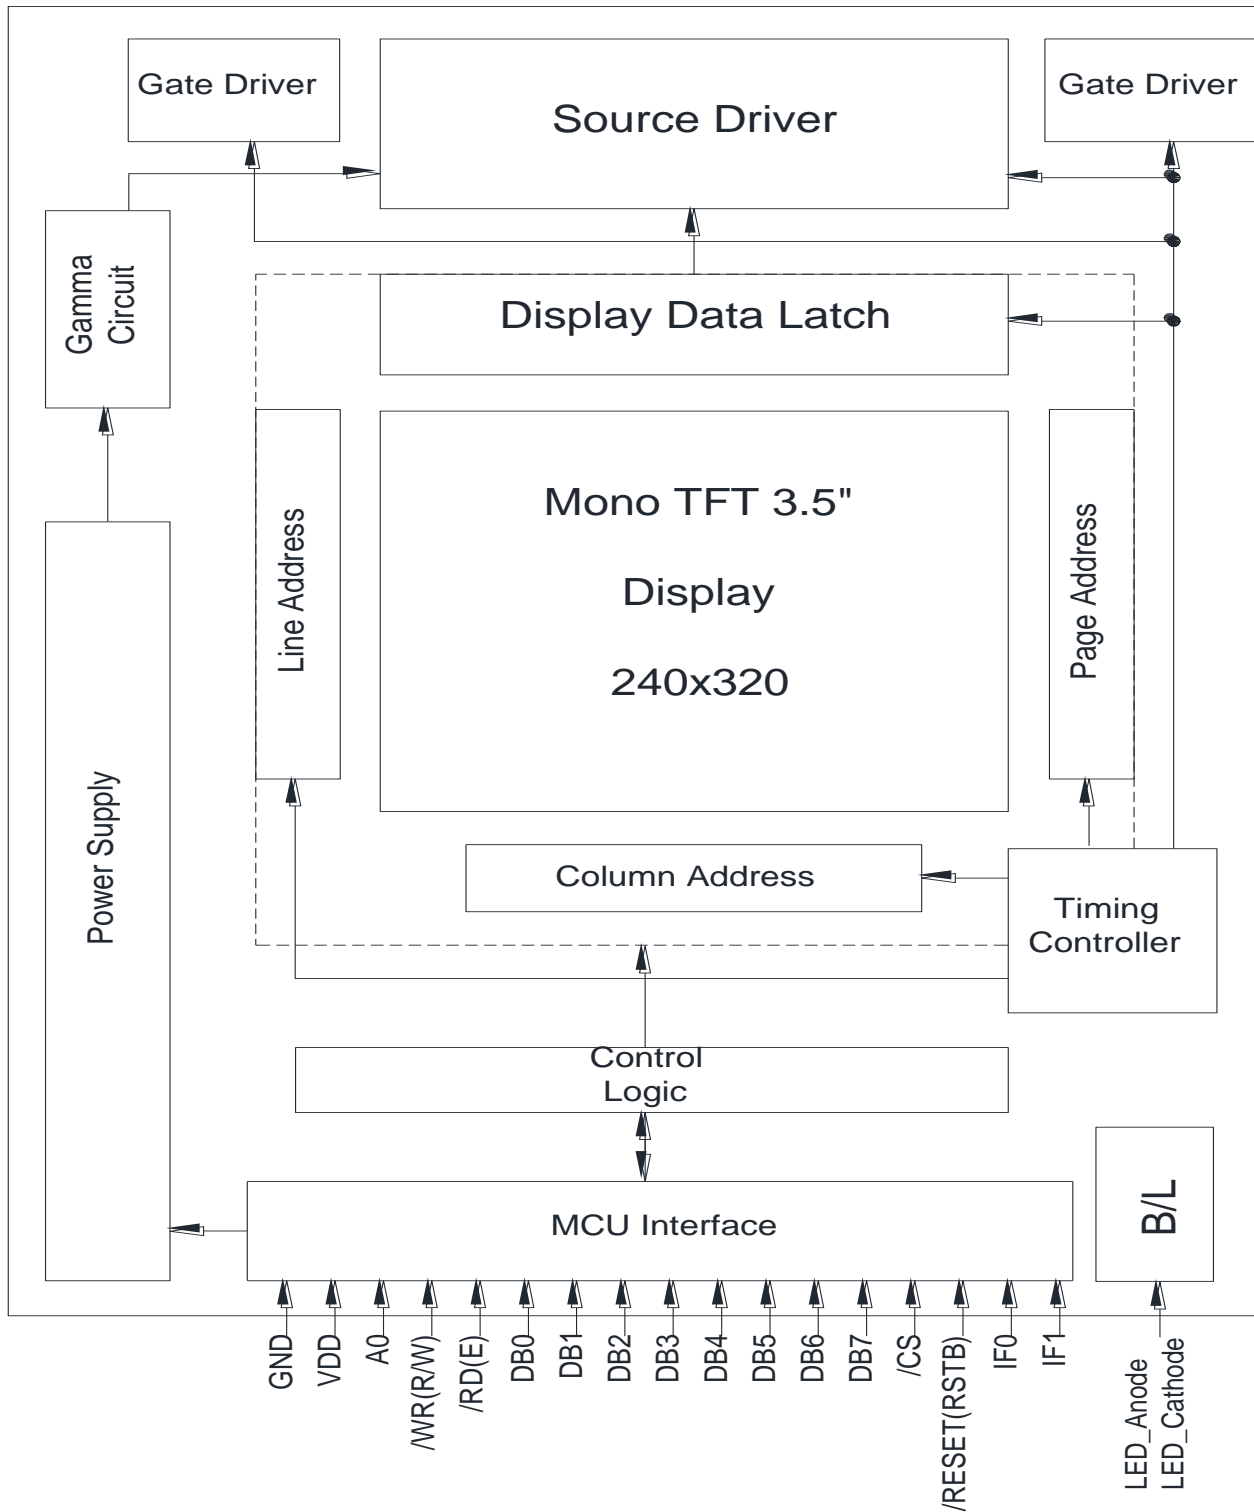 Gate Driver
Source Driver
Gate Driver
Gamma
Circuit
Display Data Latch
Mono TFT 3.5"
Display
240x320
Line Address
Page Address
Power Supply
Column Address
Timing
Controller
Control
Logic
MCU Interface
B/L
GND
VDD
A0
/WR(R/W)
/RD(E)
DB0
DB1
DB2
DB3
DB4
DB5
DB6
DB7
/CS
/RESET(RSTB)
IF0
IF1
LED_Anode
LED_Cathode